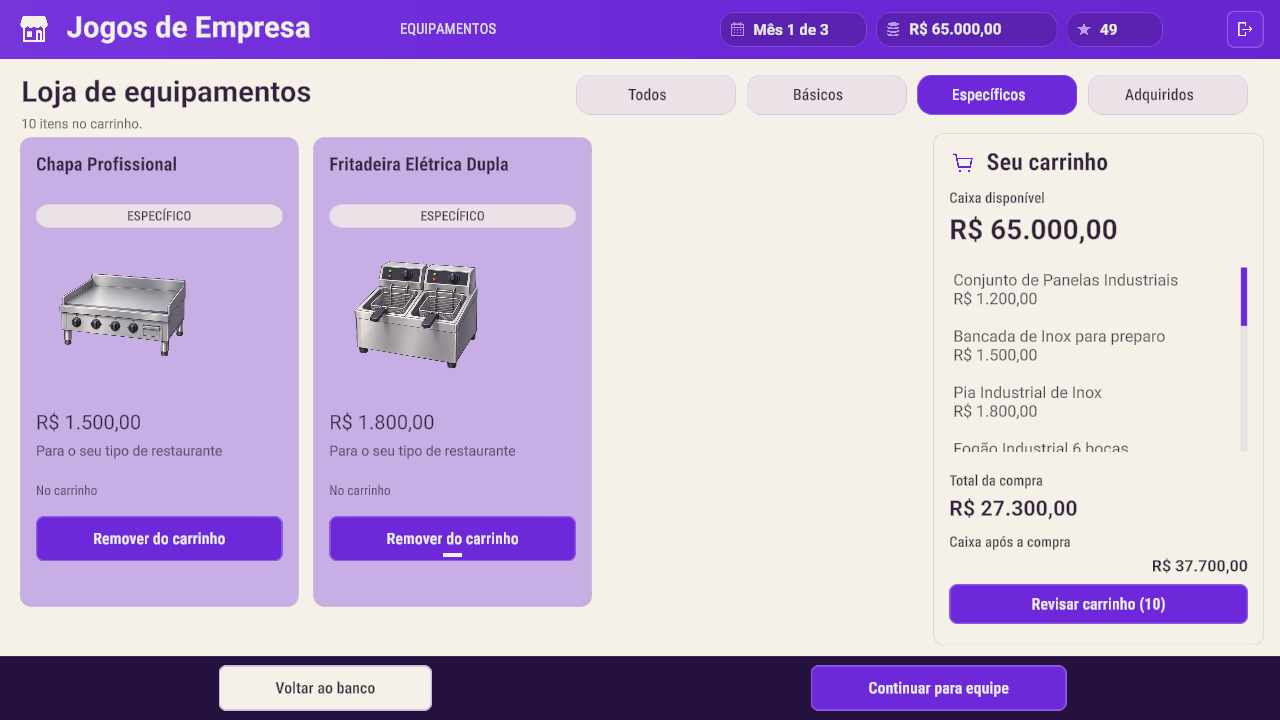 Jogos de Empresa
EQUIPAMENTOS
Mês 1 de 3
R$ 65.000,00
49
Loja de equipamentos
10 itens no carrinho.
Todos
Básicos
Específicos
Adquiridos
Chapa Profissional
ESPECÍFICO
R$ 1.500,00
Para o seu tipo de restaurante
No carrinho
Remover do carrinho
Fritadeira Elétrica Dupla
ESPECÍFICO
R$ 1.800,00
Para o seu tipo de restaurante
No carrinho
Remover do carrinho
Seu carrinho
Caixa disponível
R$ 65.000,00
Conjunto de Panelas Industriais
R$ 1.200,00
Bancada de Inox para preparo
R$ 1.500,00
Pia Industrial de Inox
R$ 1.800,00
Fogão Industrial 6 bocas
Total da compra
R$ 27.300,00
Caixa após a compra
R$ 37.700,00
Revisar carrinho (10)
Voltar ao banco
Continuar para equipe